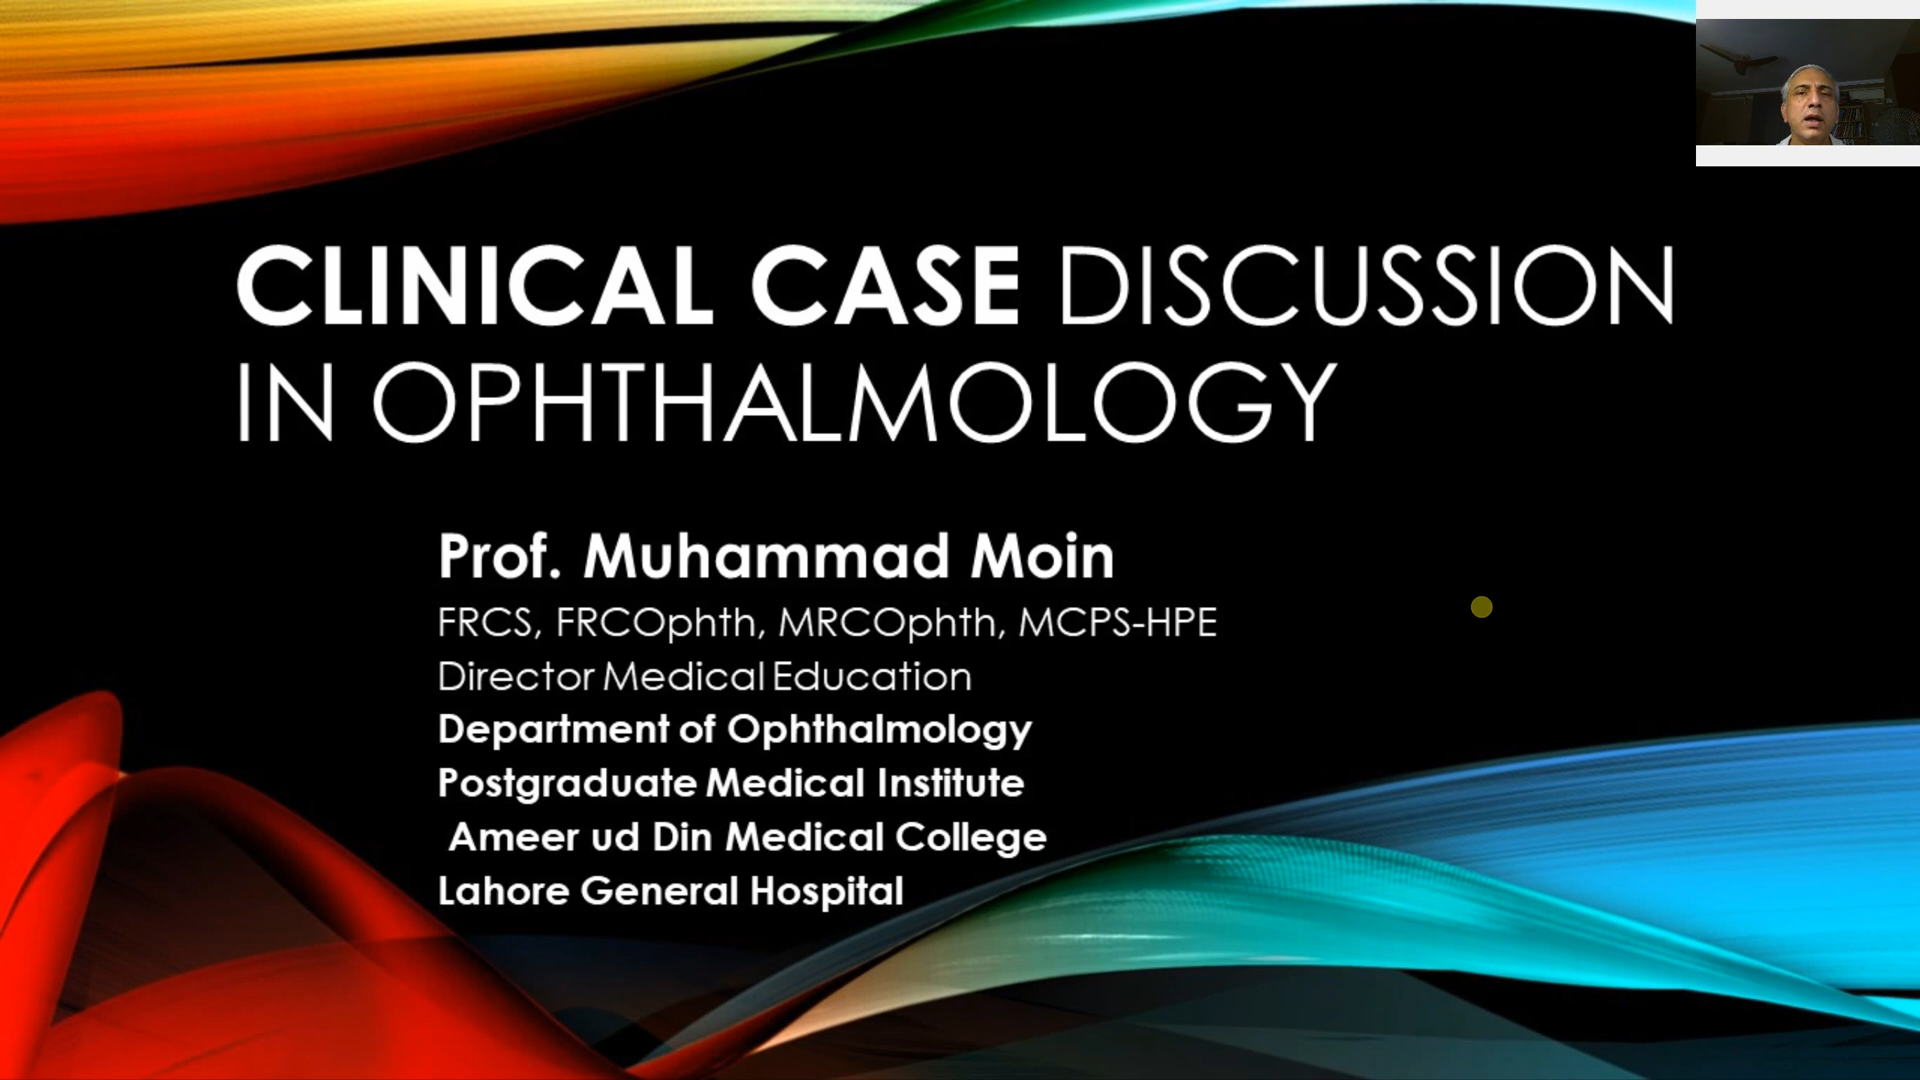 CLINICAL CASE DISCUSSION
IN OPHTHALMOLOGY
Prof. Muhammad Moin
FRCS, FRCOphth, MRCOphth, MCPS-HPE
Director Medical Education
Department of Ophthalmology
Postgraduate Medical Institute
Ameer ud Din Medical College
Lahore General Hospital